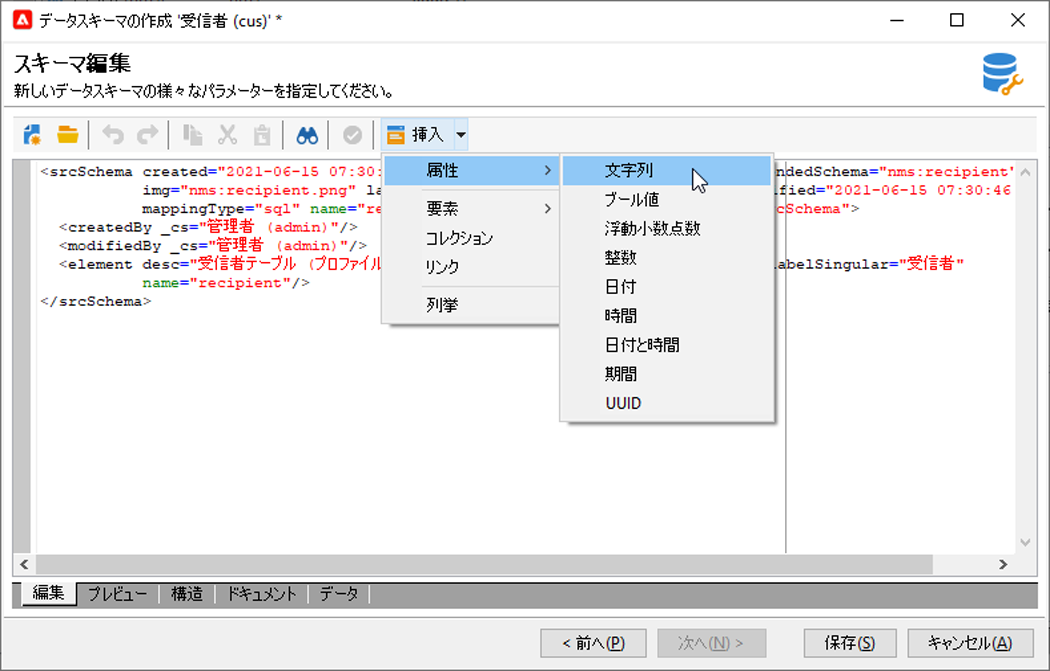 データスキーマの作成 '受信者 (cus)' *
スキーマ編集
新しいデータスキーマの様々なパラメーターを指定してください。
挿入
<srcSchema created="2021-06-15 07:30: ndedSchema="nms:recipient"
img="nms:recipient.png" la ified="2021-06-15 07:30:46
mappingType="sql" name="re cSchema">
<createdBy _cs="管理者 (admin)"/>
<modifiedBy _cs="管理者 (admin)"/>
<element desc="受信者テーブル (プロファイル abelSingular="受信者"
name="recipient"/>
</srcSchema>
属性
要素
コレクション
リンク
列挙
文字列
ブール値
浮動小数点数
整数
日付
時間
日付と時間
期間
UUID
編集 プレビュー 構造 ドキュメント データ
< 前へ(P) 次へ(N) > 保存(S) キャンセル(A)